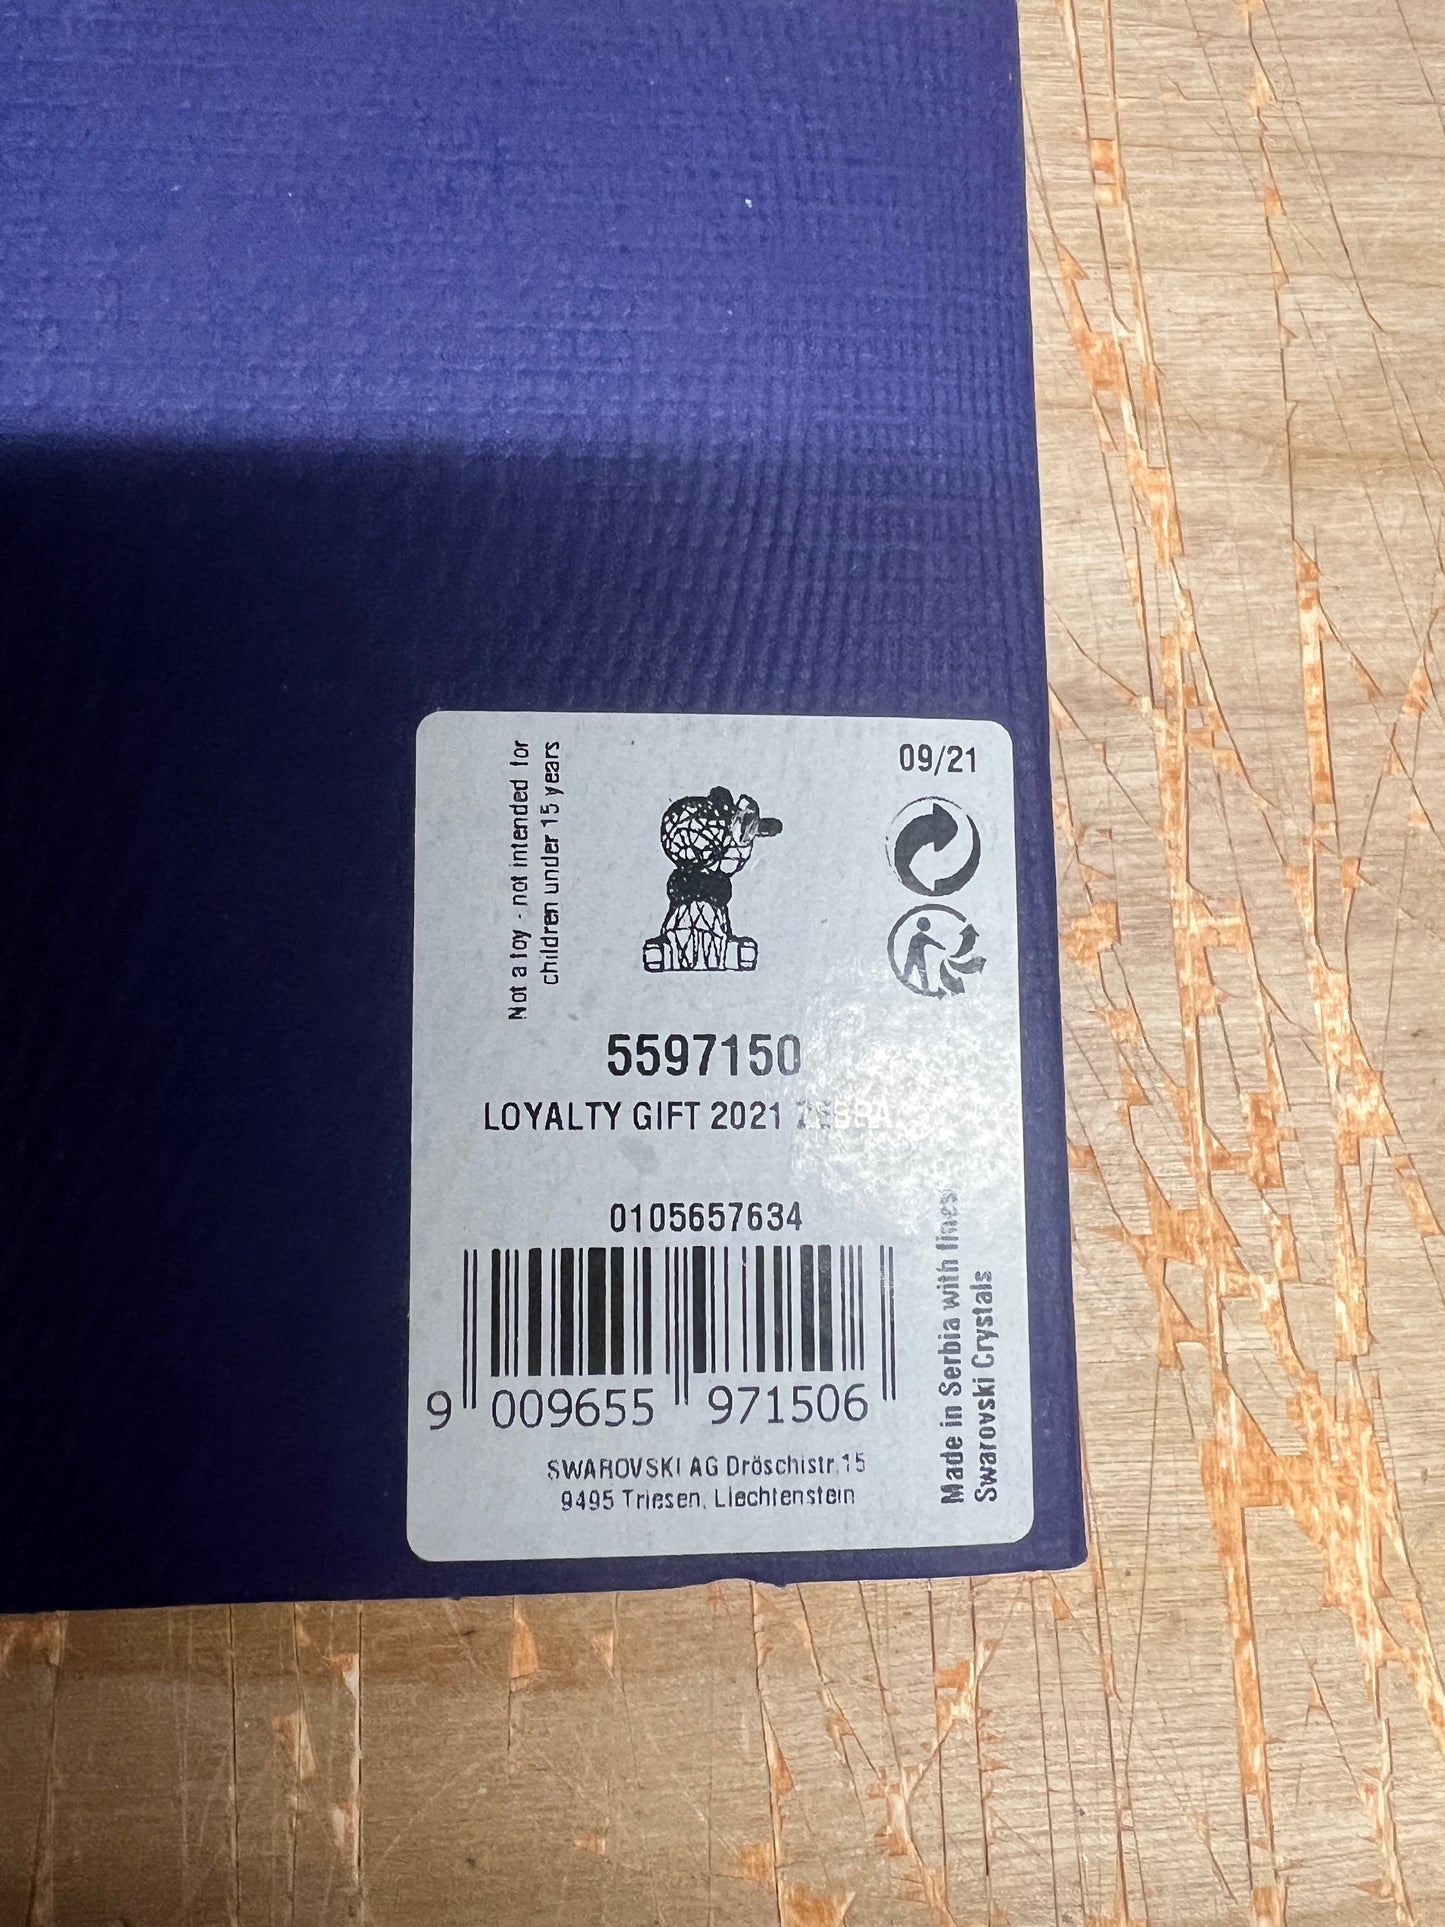 Not a toy - not intended for
children under 15 years
09/21
5597150
LOYALTY GIFT 2021 ZEBRA
0105657634
9 009655 971506
Made in Serbia with finest
Swarovski Crystals
SWAROVSKI AG Dröschistr.15
9495 Triesen, Liechtenstein